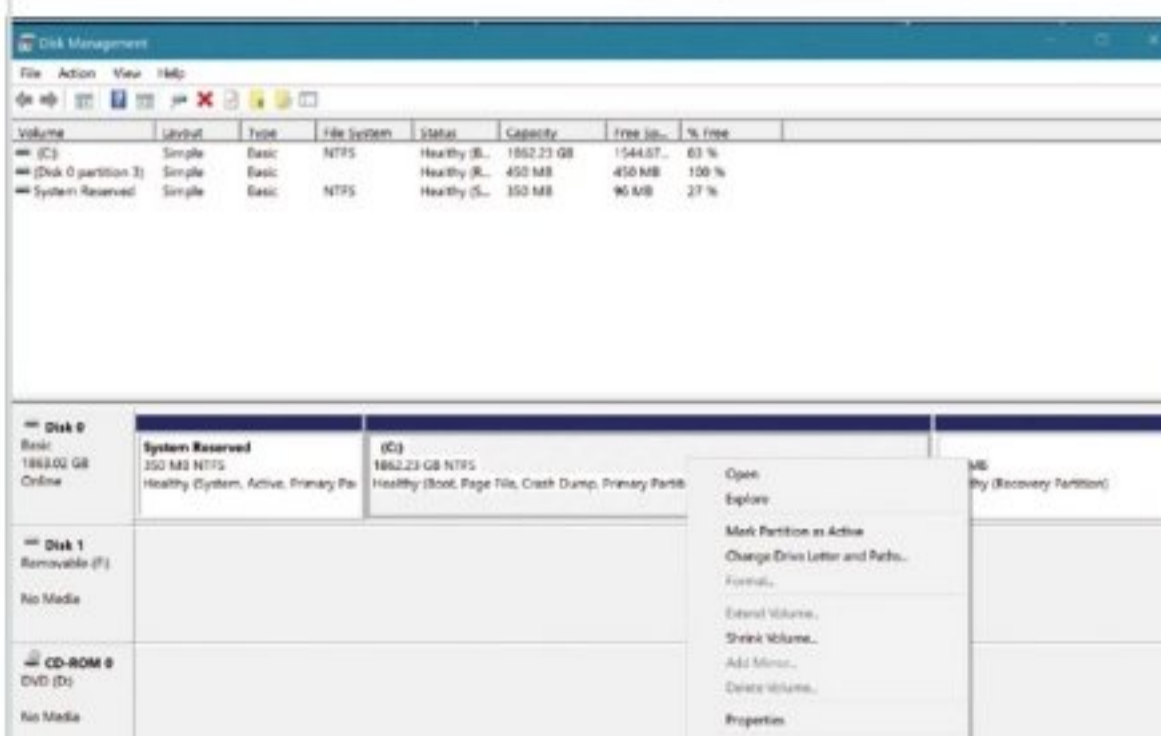 Disk Management
File Action View Help
Volume Layout Type File System Status Capacity Free Sp... % Free
(C:) Simple Basic NTFS Healthy (B... 1862.23 GB 1544.67... 83 %
(Disk 0 partition 3) Simple Basic Healthy (R... 450 MB 450 MB 100 %
System Reserved Simple Basic NTFS Healthy (S... 350 MB 96 MB 27 %
Disk 0
Basic
1863.02 GB
Online
System Reserved
350 MB NTFS
Healthy (System, Active, Primary Par
(C:)
1862.23 GB NTFS
Healthy (Boot, Page File, Crash Dump, Primary Partiti
MB
thy (Recovery Partition)
Open
Explore
Mark Partition as Active
Change Drive Letter and Paths...
Format...
Extend Volume...
Shrink Volume...
Add Mirror...
Delete Volume...
Properties
Disk 1
Removable (F:)
No Media
CD-ROM 0
DVD (D:)
No Media